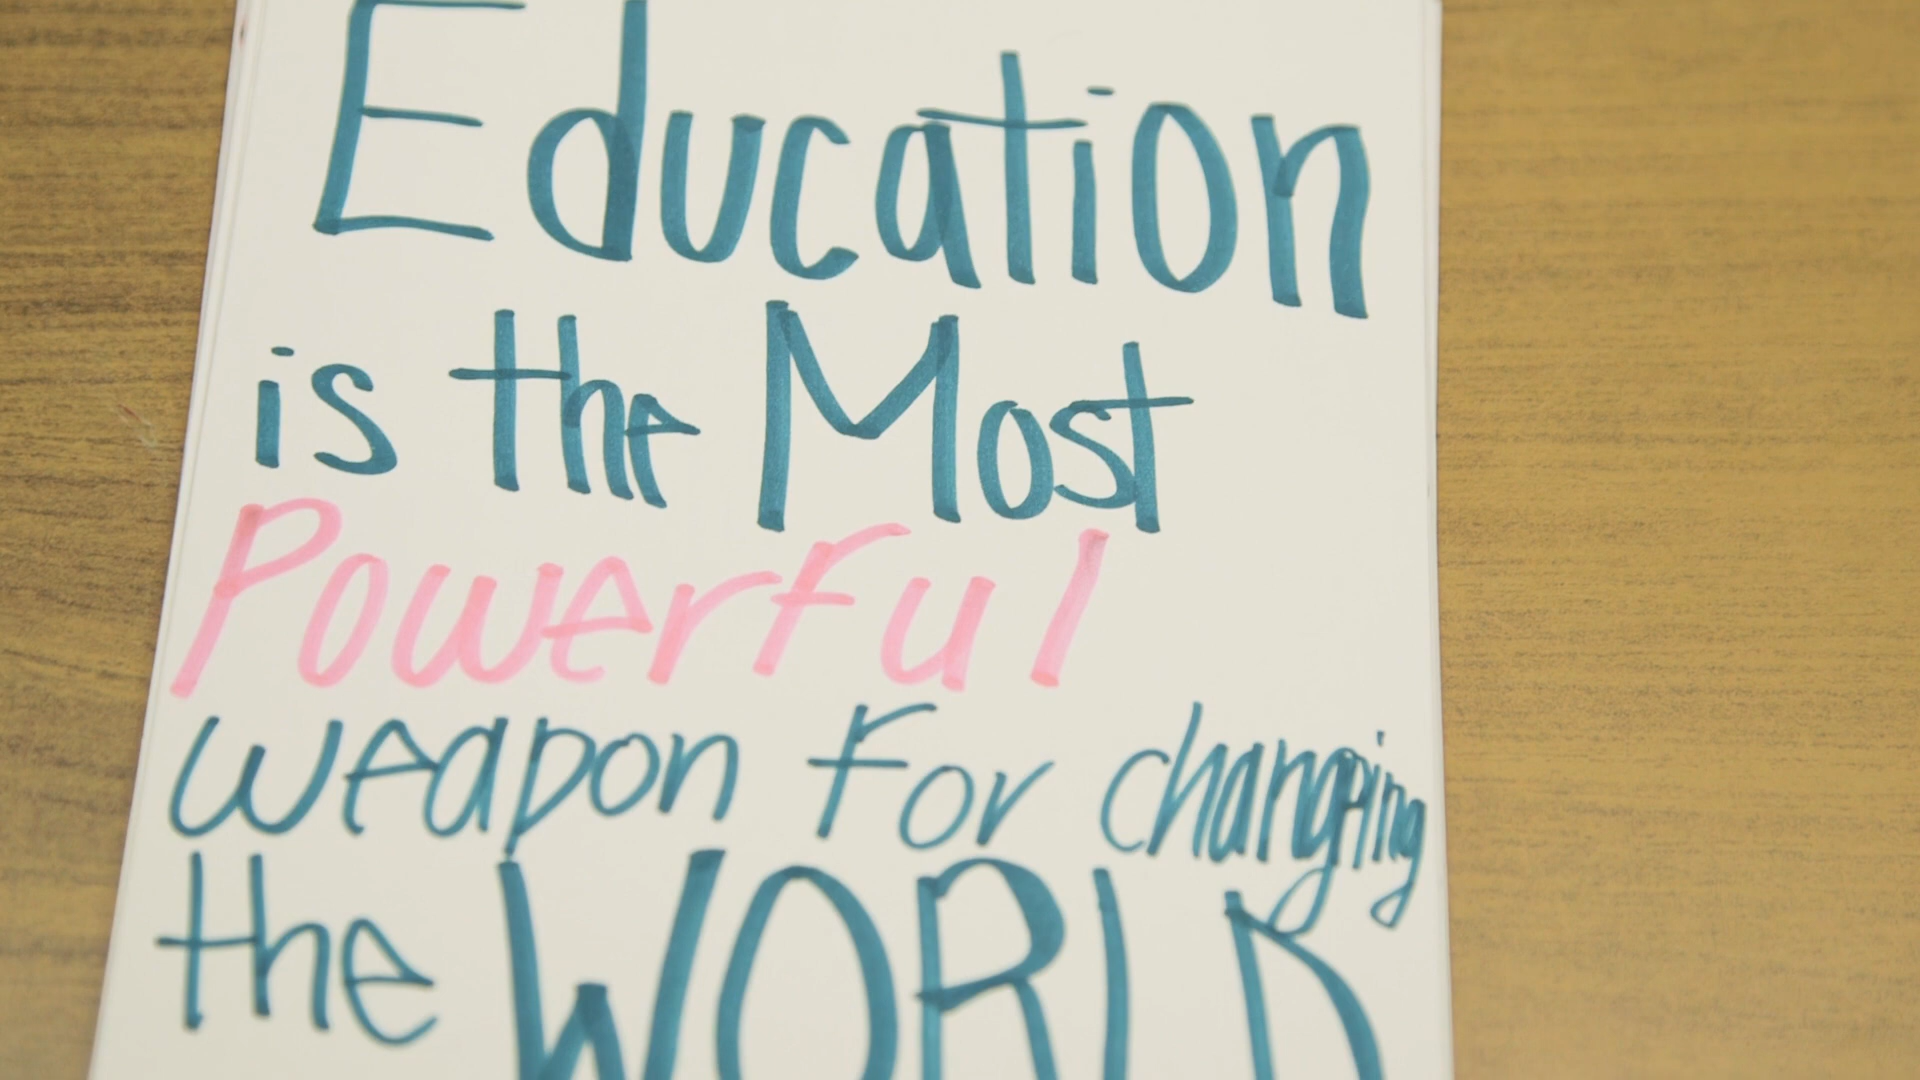 Education
is the Most
Powerful
weapon for changing
the WORLD